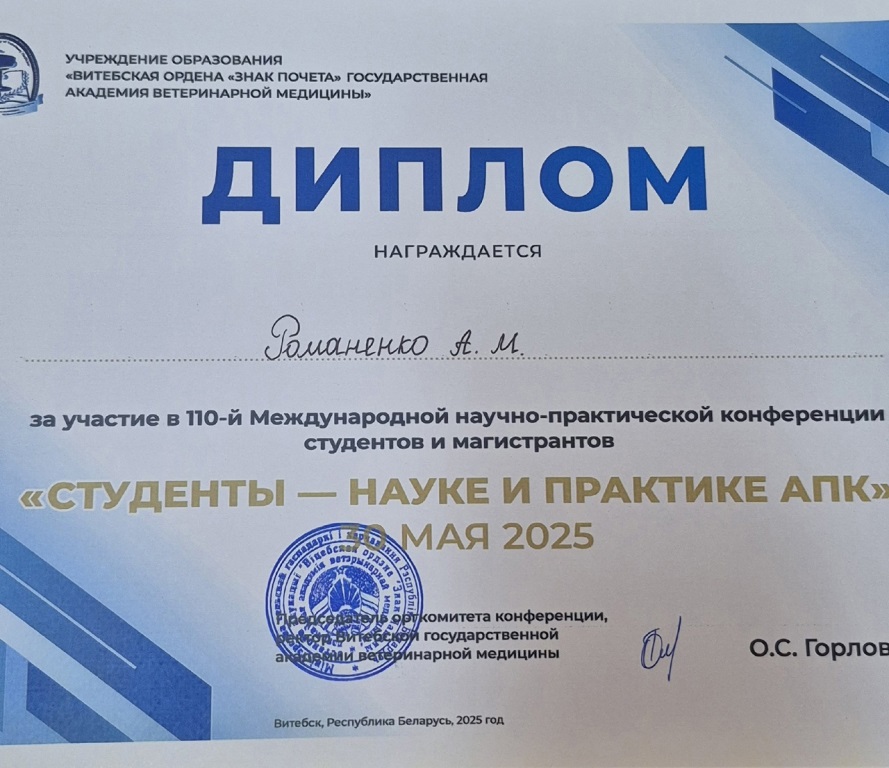 УЧРЕЖДЕНИЕ ОБРАЗОВАНИЯ
«ВИТЕБСКАЯ ОРДЕНА «ЗНАК ПОЧЕТА» ГОСУДАРСТВЕННАЯ
АКАДЕМИЯ ВЕТЕРИНАРНОЙ МЕДИЦИНЫ»
ДИПЛОМ
НАГРАЖДАЕТСЯ
Романенко А. М.
за участие в 110-й Международной научно-практической конференции
студентов и магистрантов
«СТУДЕНТЫ — НАУКЕ И ПРАКТИКЕ АПК»
30 МАЯ 2025
Председатель оргкомитета конференции,
ректор Витебской государственной
академии ветеринарной медицины
О.С. Горлов
Витебск, Республика Беларусь, 2025 год